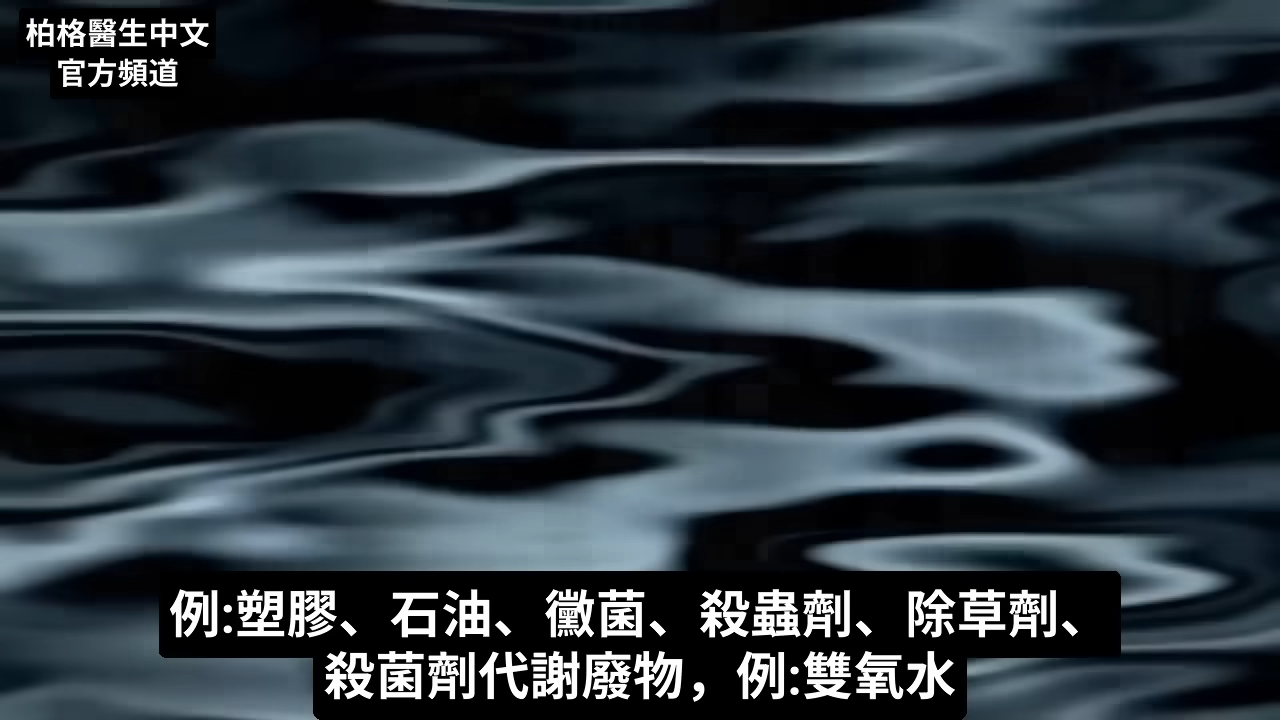 柏格醫生中文
官方頻道
例:塑膠、石油、黴菌、殺蟲劑、除草劑、
殺菌劑代謝廢物，例:雙氧水